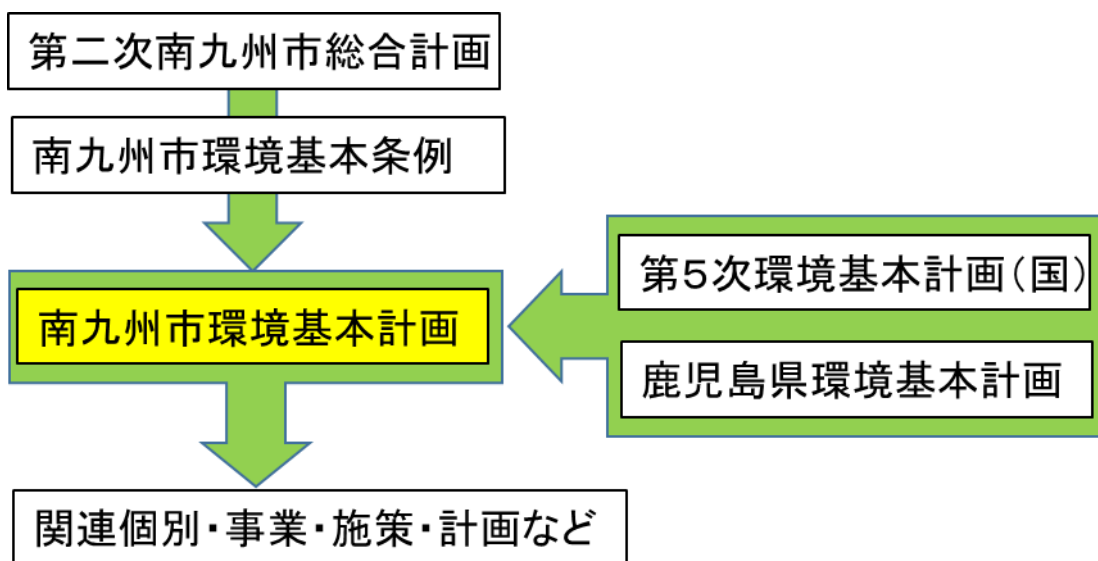 第二次南九州市総合計画
南九州市環境基本条例
南九州市環境基本計画
第５次環境基本計画（国）
鹿児島県環境基本計画
関連個別・事業・施策・計画など